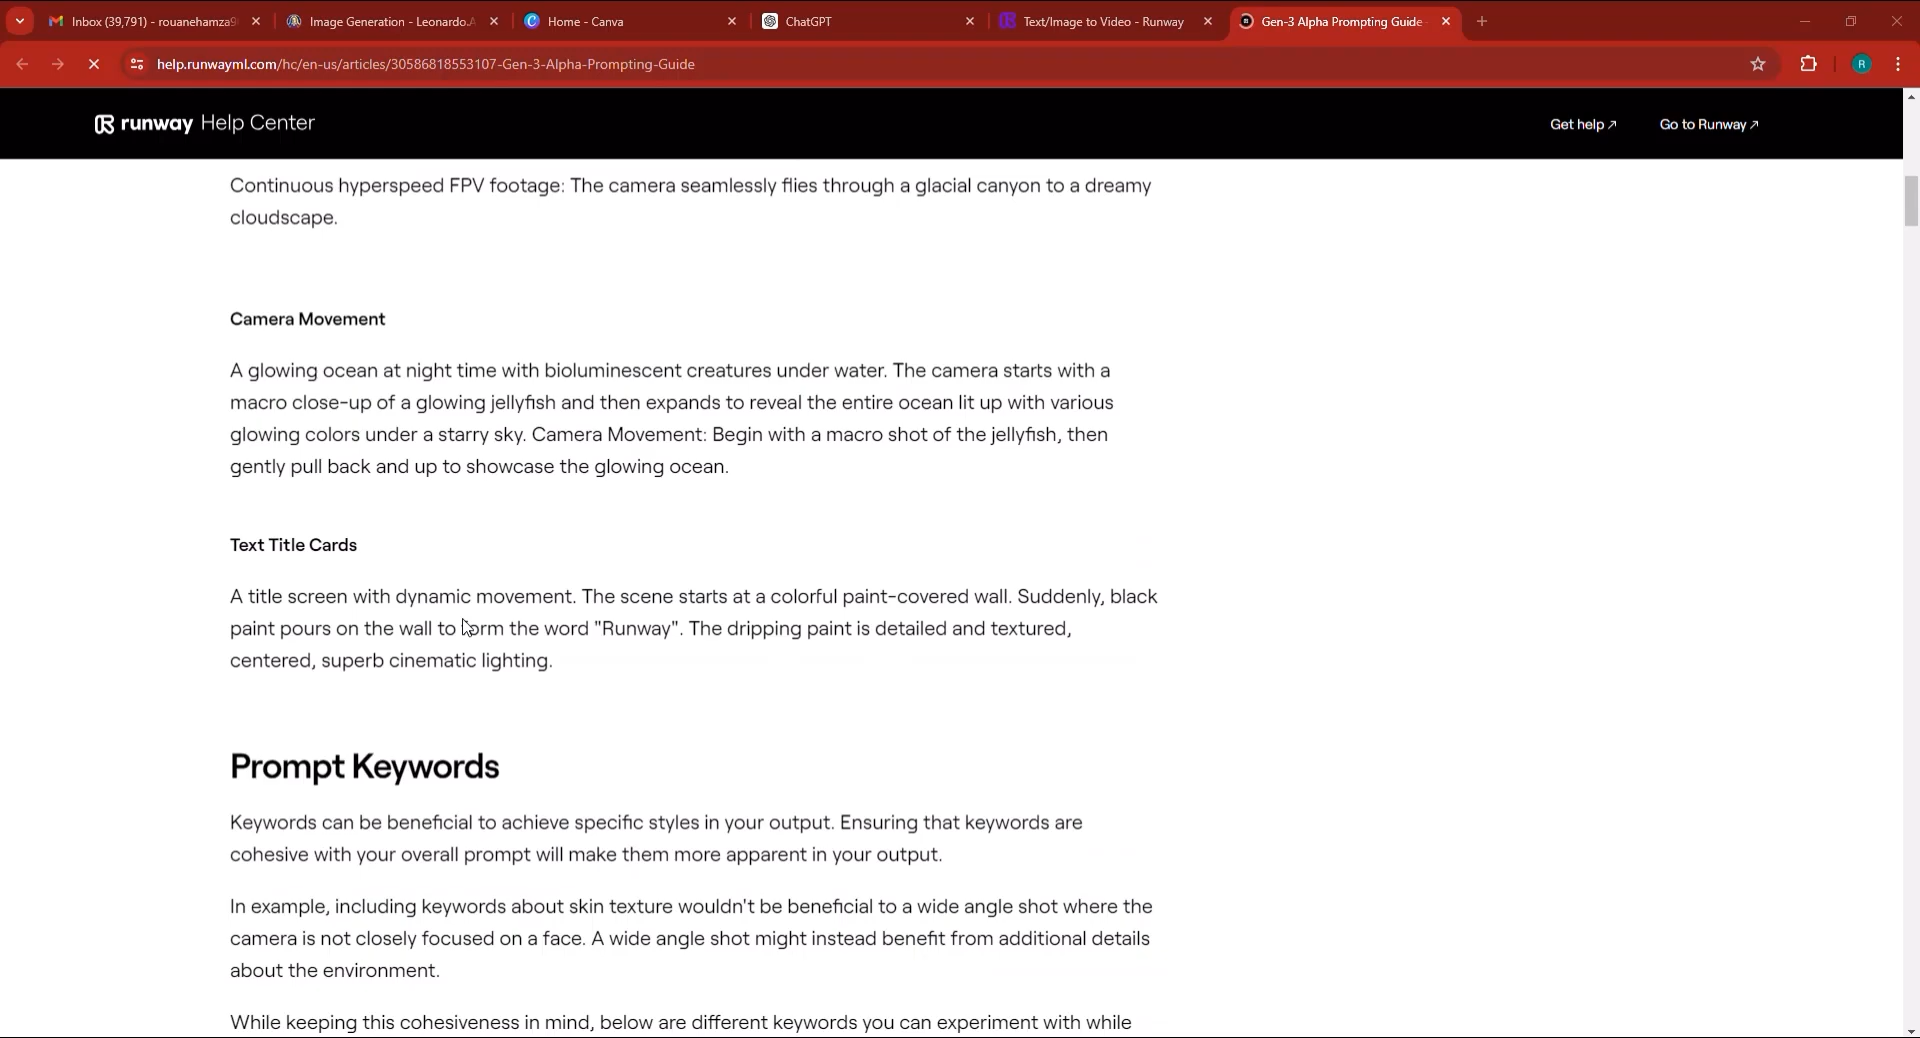 Inbox (39,791) - rouanehamza9
Image Generation - Leonardo.A
Home - Canva
ChatGPT
Text/Image to Video - Runway
Gen-3 Alpha Prompting Guide
help.runwayml.com/hc/en-us/articles/30586818553107-Gen-3-Alpha-Prompting-Guide
R
runway Help Center
Get help ↗
Go to Runway ↗
Continuous hyperspeed FPV footage: The camera seamlessly flies through a glacial canyon to a dreamy
cloudscape.
Camera Movement
A glowing ocean at night time with bioluminescent creatures under water. The camera starts with a
macro close-up of a glowing jellyfish and then expands to reveal the entire ocean lit up with various
glowing colors under a starry sky. Camera Movement: Begin with a macro shot of the jellyfish, then
gently pull back and up to showcase the glowing ocean.
Text Title Cards
A title screen with dynamic movement. The scene starts at a colorful paint-covered wall. Suddenly, black
paint pours on the wall to form the word "Runway". The dripping paint is detailed and textured,
centered, superb cinematic lighting.
Prompt Keywords
Keywords can be beneficial to achieve specific styles in your output. Ensuring that keywords are
cohesive with your overall prompt will make them more apparent in your output.
In example, including keywords about skin texture wouldn't be beneficial to a wide angle shot where the
camera is not closely focused on a face. A wide angle shot might instead benefit from additional details
about the environment.
While keeping this cohesiveness in mind, below are different keywords you can experiment with while